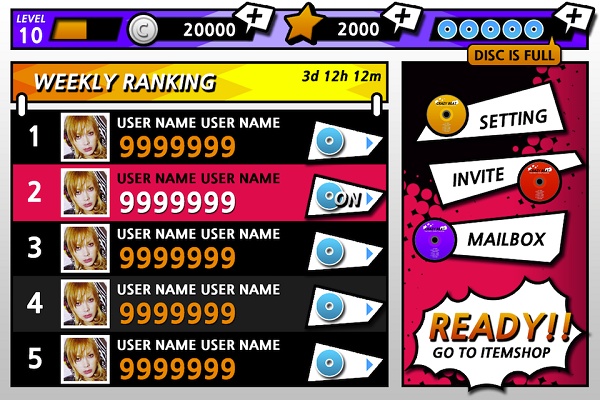 LEVEL
10
C
20000
2000
DISC IS FULL
WEEKLY RANKING
3d 12h 12m
1
USER NAME USER NAME
9999999
2
USER NAME USER NAME
9999999
ON
3
USER NAME USER NAME
9999999
4
USER NAME USER NAME
9999999
5
USER NAME USER NAME
9999999
SETTING
INVITE
MAILBOX
READY!!
GO TO ITEMSHOP